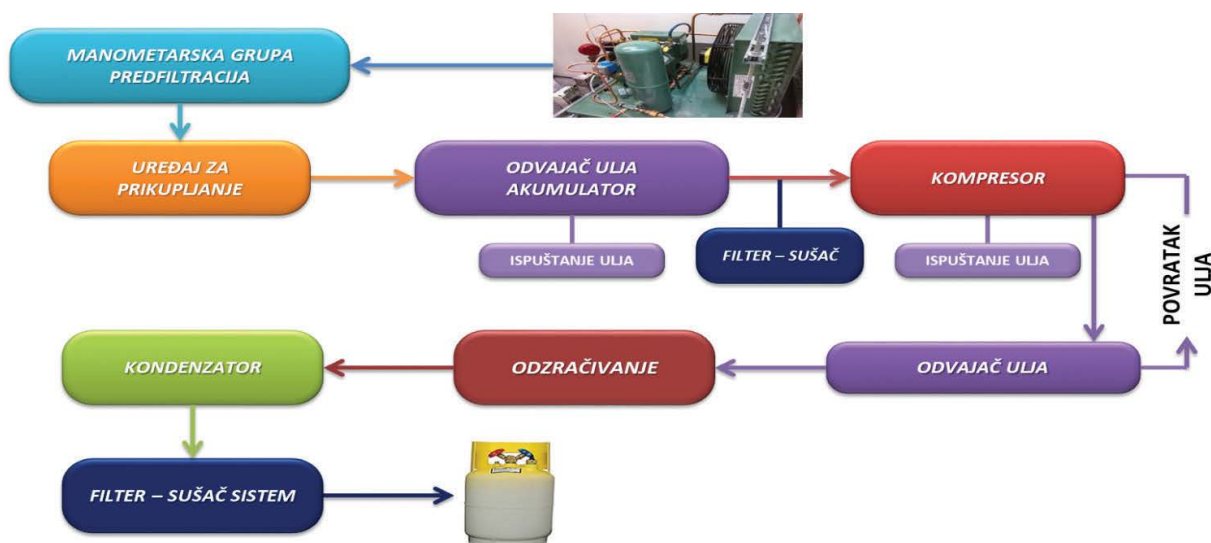 MANOMETARSKA GRUPA
PREDFILTRACIJA
UREĐAJ ZA
PRIKUPLJANJE
ODVAJAČ ULJA
AKUMULATOR
KOMPRESOR
ISPUŠTANJE ULJA
FILTER – SUŠAČ
ISPUŠTANJE ULJA
POVRATAK
ULJA
KONDENZATOR
ODZRAČIVANJE
ODVAJAČ ULJA
FILTER – SUŠAČ SISTEM